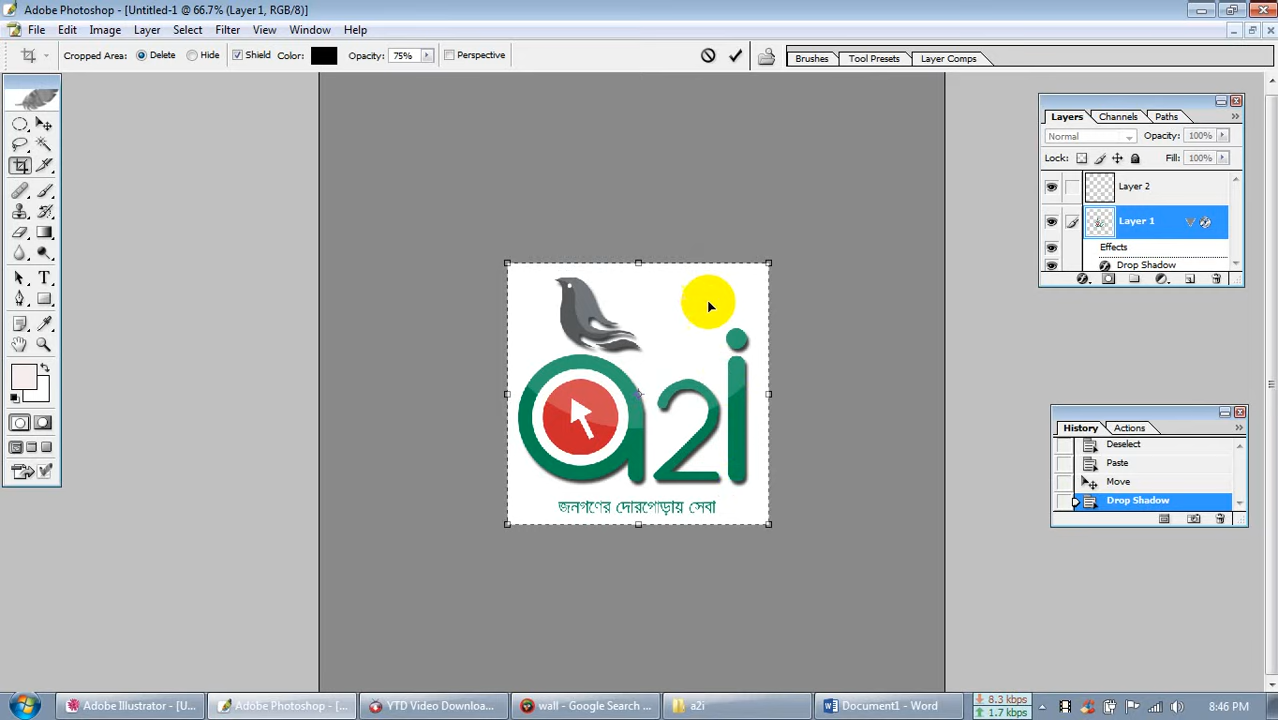 Adobe Photoshop - [Untitled-1 @ 66.7% (Layer 1, RGB/8)]
File Edit Image Layer Select Filter View Window Help
Cropped Area: Delete Hide Shield Color: Opacity: 75% Perspective Brushes Tool Presets Layer Comps
Layers Channels Paths
Normal Opacity: 100%
Lock: Fill: 100%
Layer 2
Layer 1
Effects
Drop Shadow
a2i
জনগণের দোরগোড়ায় সেবা
History Actions
Deselect
Paste
Move
Drop Shadow
Adobe Illustrator - [U... Adobe Photoshop - [... YTD Video Downloa... wall - Google Search ... a2i Document1 - Word 8.3 kbps 8:46 PM
1.7 kbps